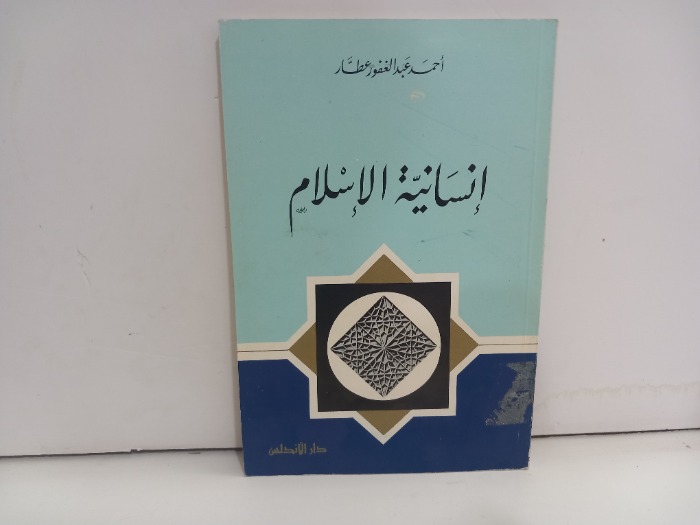 أحمد عبد الغفور عطار
إنسانية الإسلام
دار الأندلس